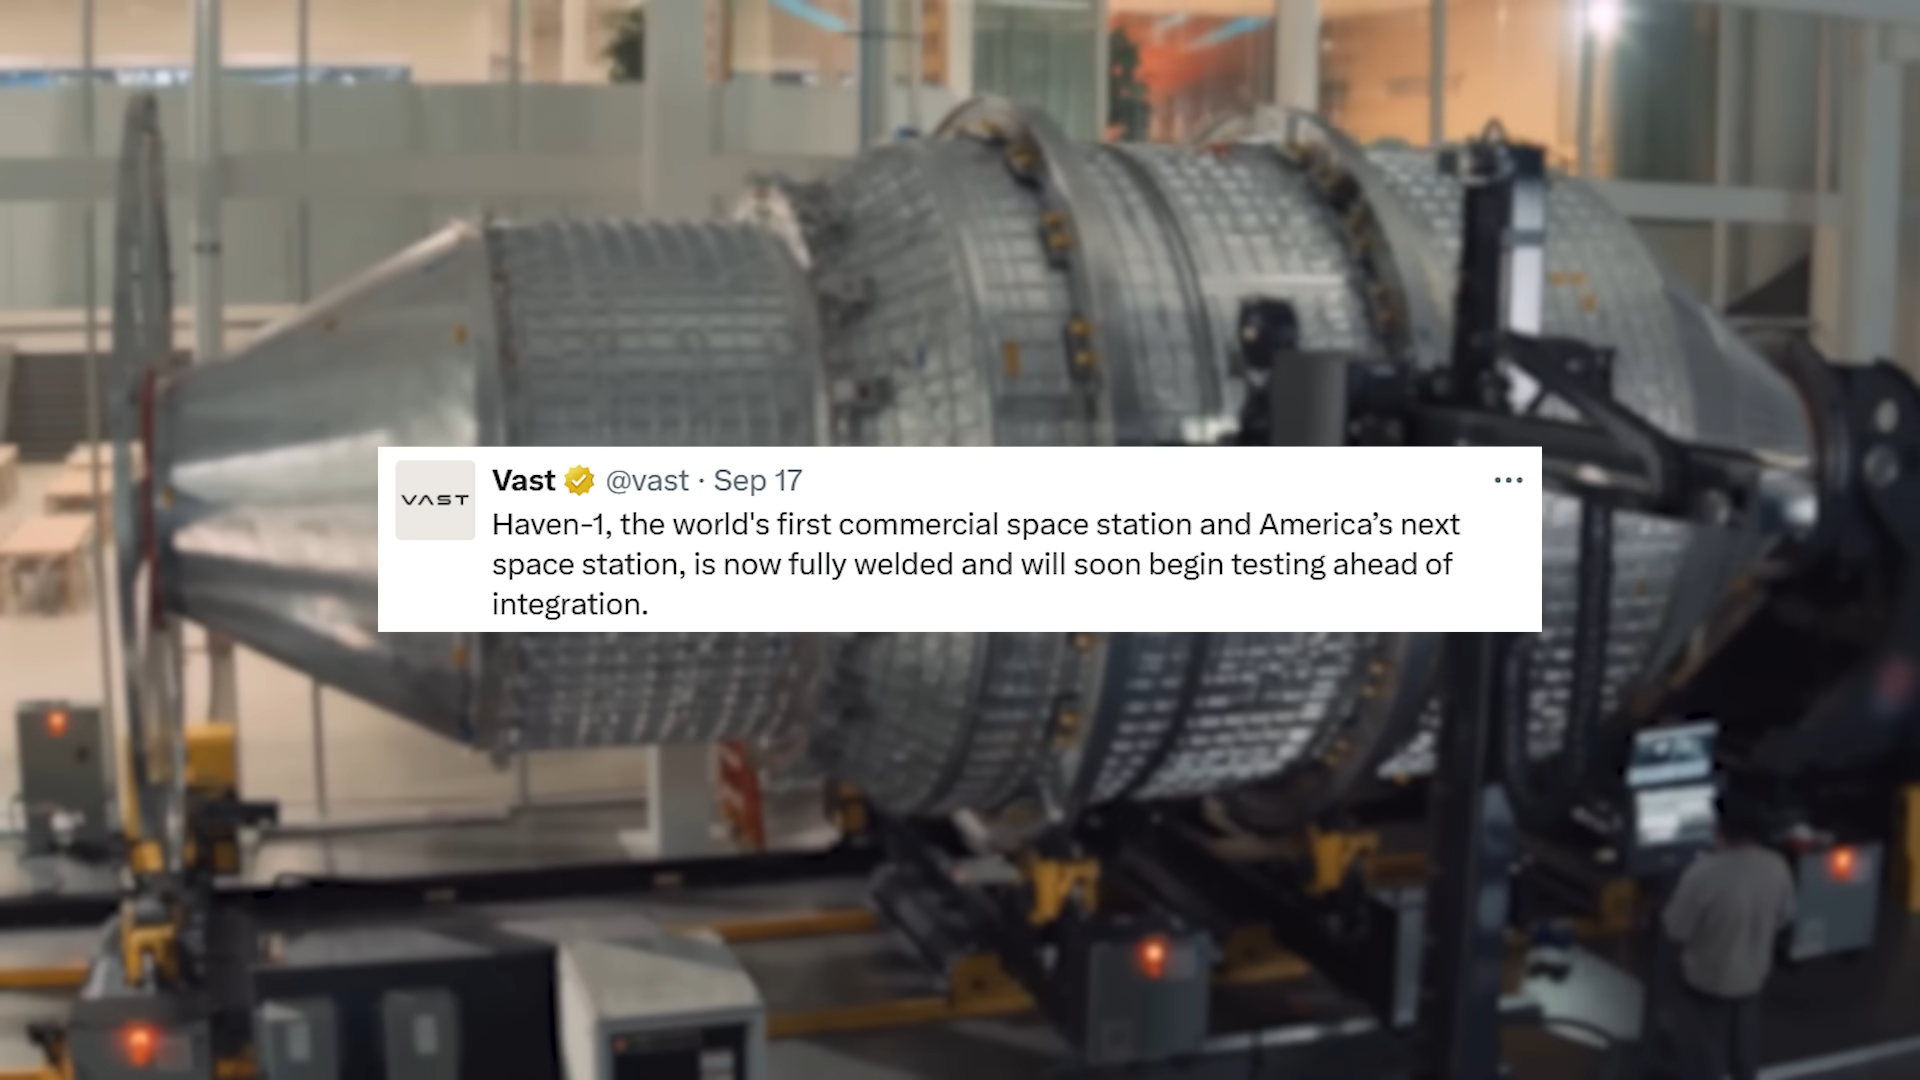 VAST
VAST
Vast @vast · Sep 17
Haven-1, the world's first commercial space station and America’s next
space station, is now fully welded and will soon begin testing ahead of
integration.